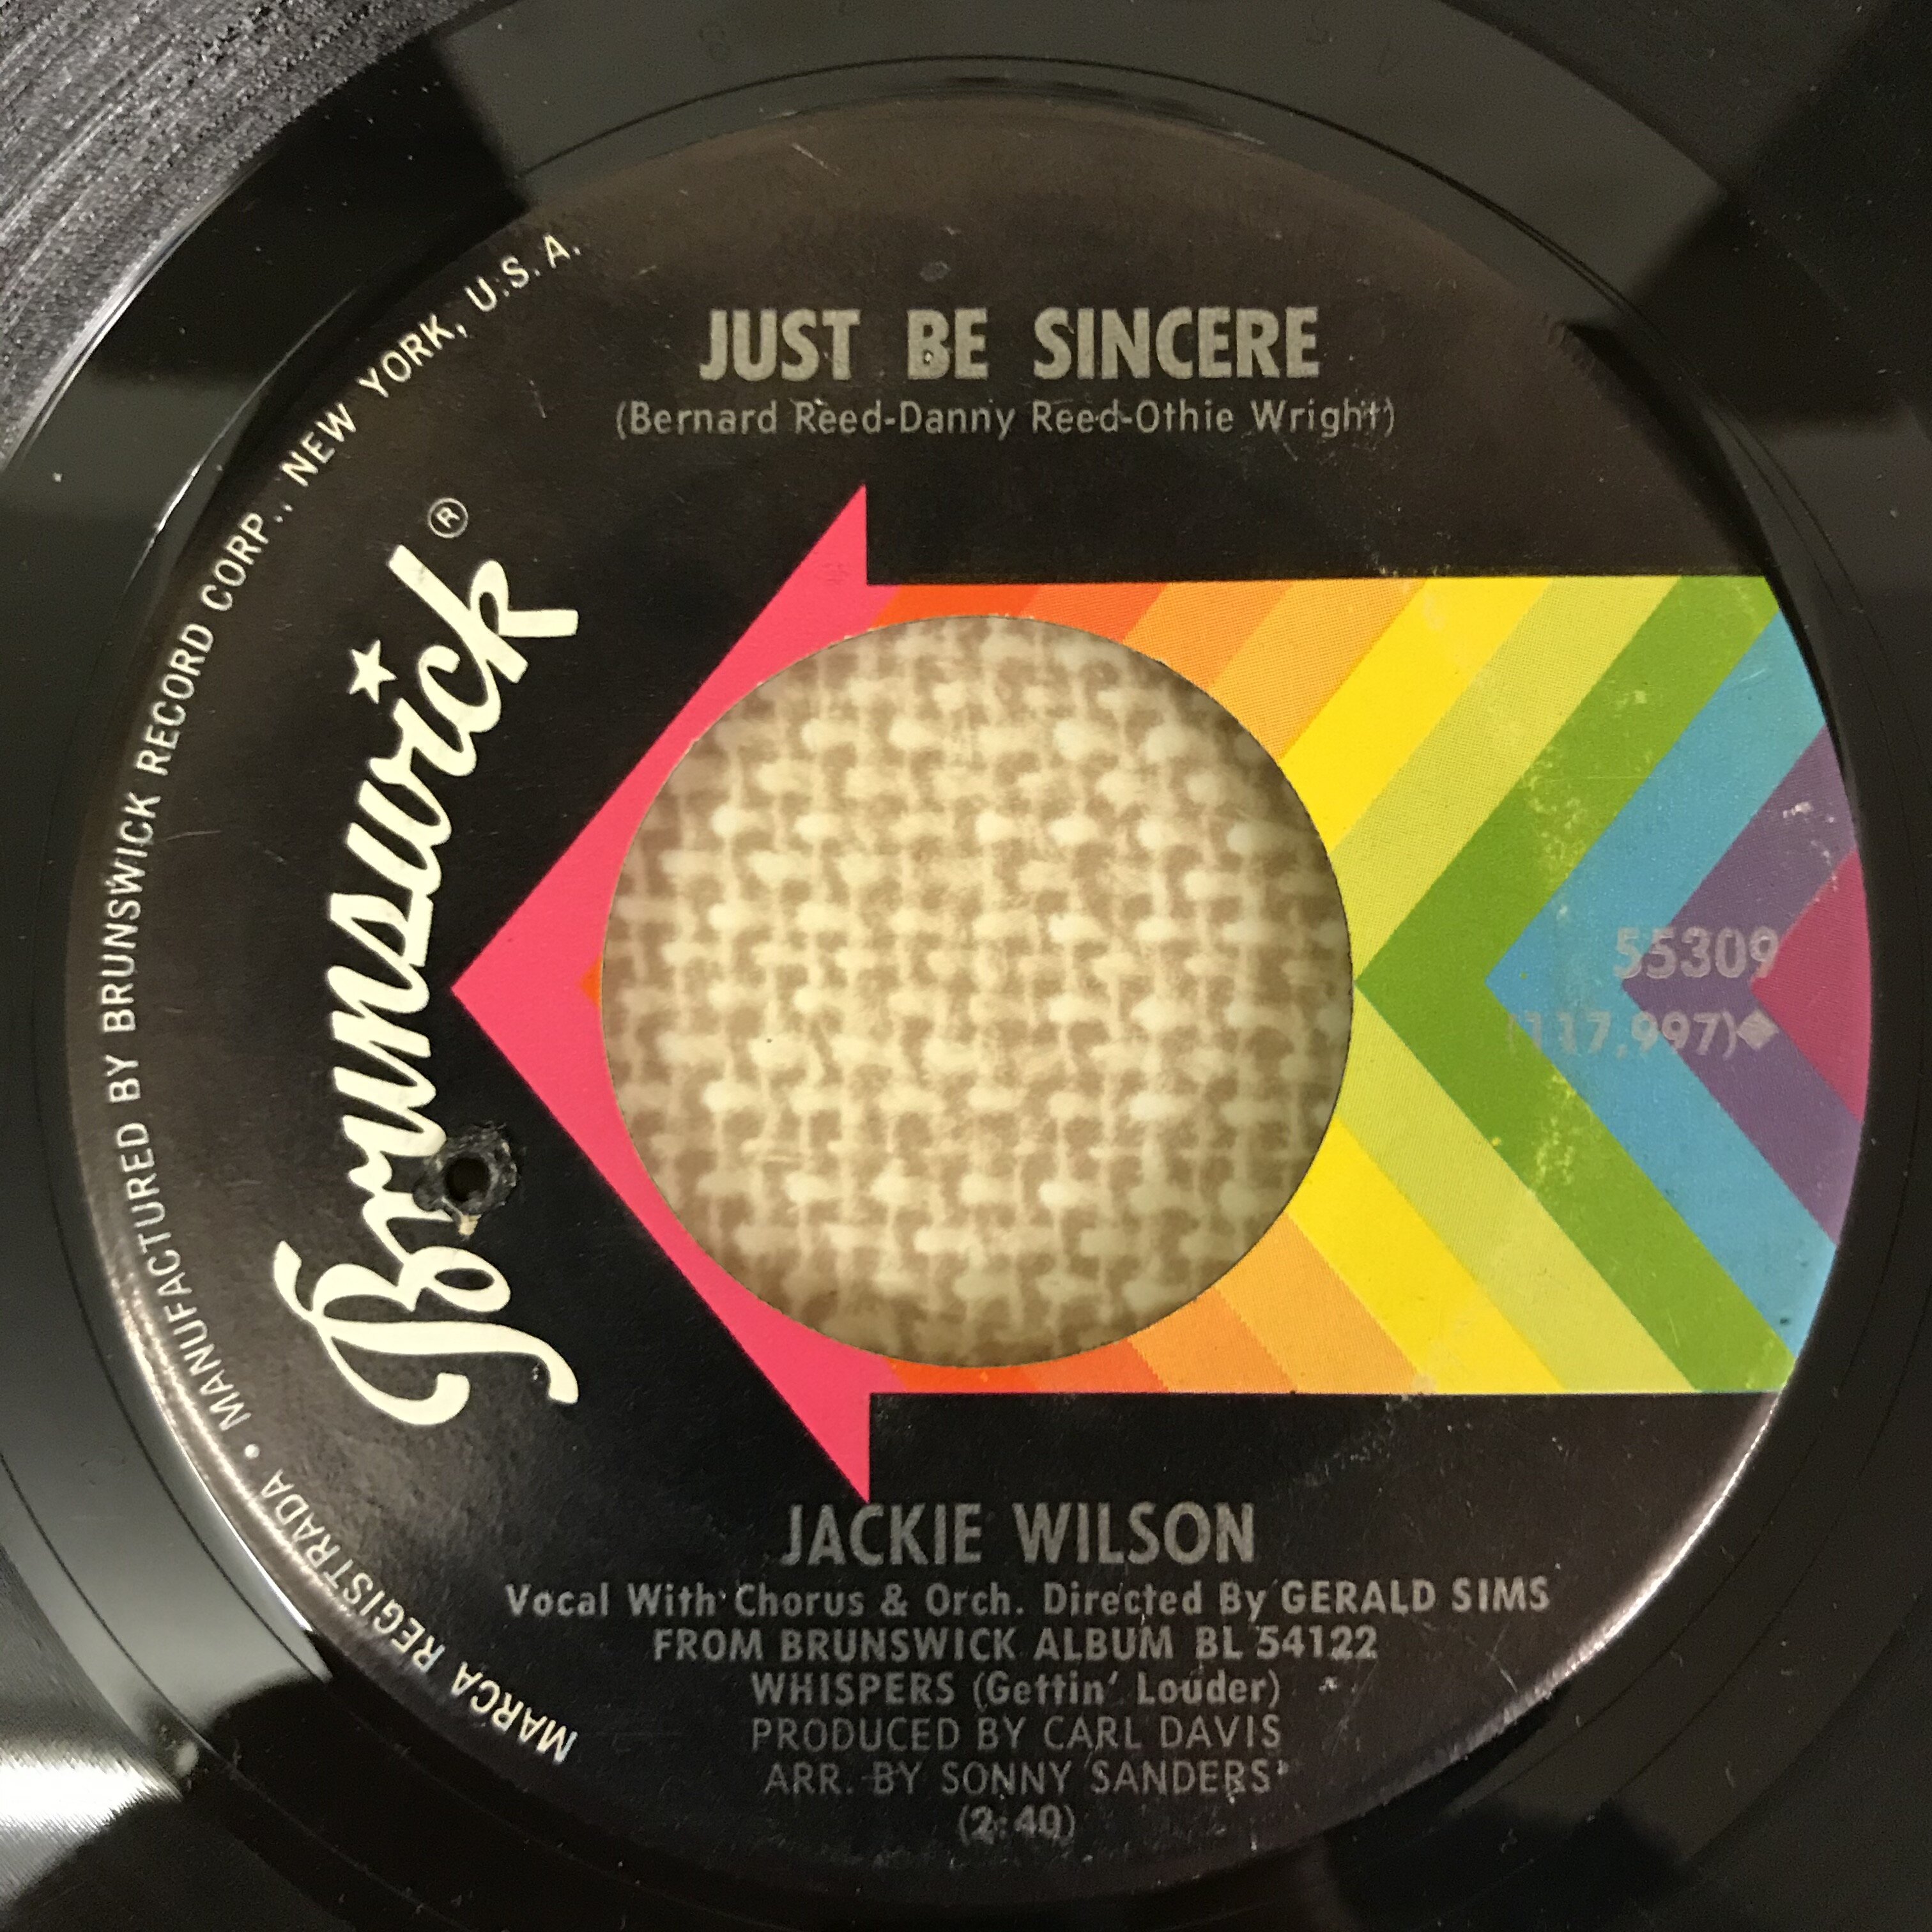 JUST BE SINCERE
(Bernard Reed-Danny Reed-Othie Wright)
Brunswick ®
MARCA REGISTRADA • MANUFACTURED BY BRUNSWICK RECORD CORP., NEW YORK, U.S.A.
55309
(117,997)◆
JACKIE WILSON
Vocal With Chorus & Orch. Directed By GERALD SIMS
FROM BRUNSWICK ALBUM BL 54122
WHISPERS (Gettin' Louder)
PRODUCED BY CARL DAVIS
ARR. BY SONNY SANDERS
(2:40)